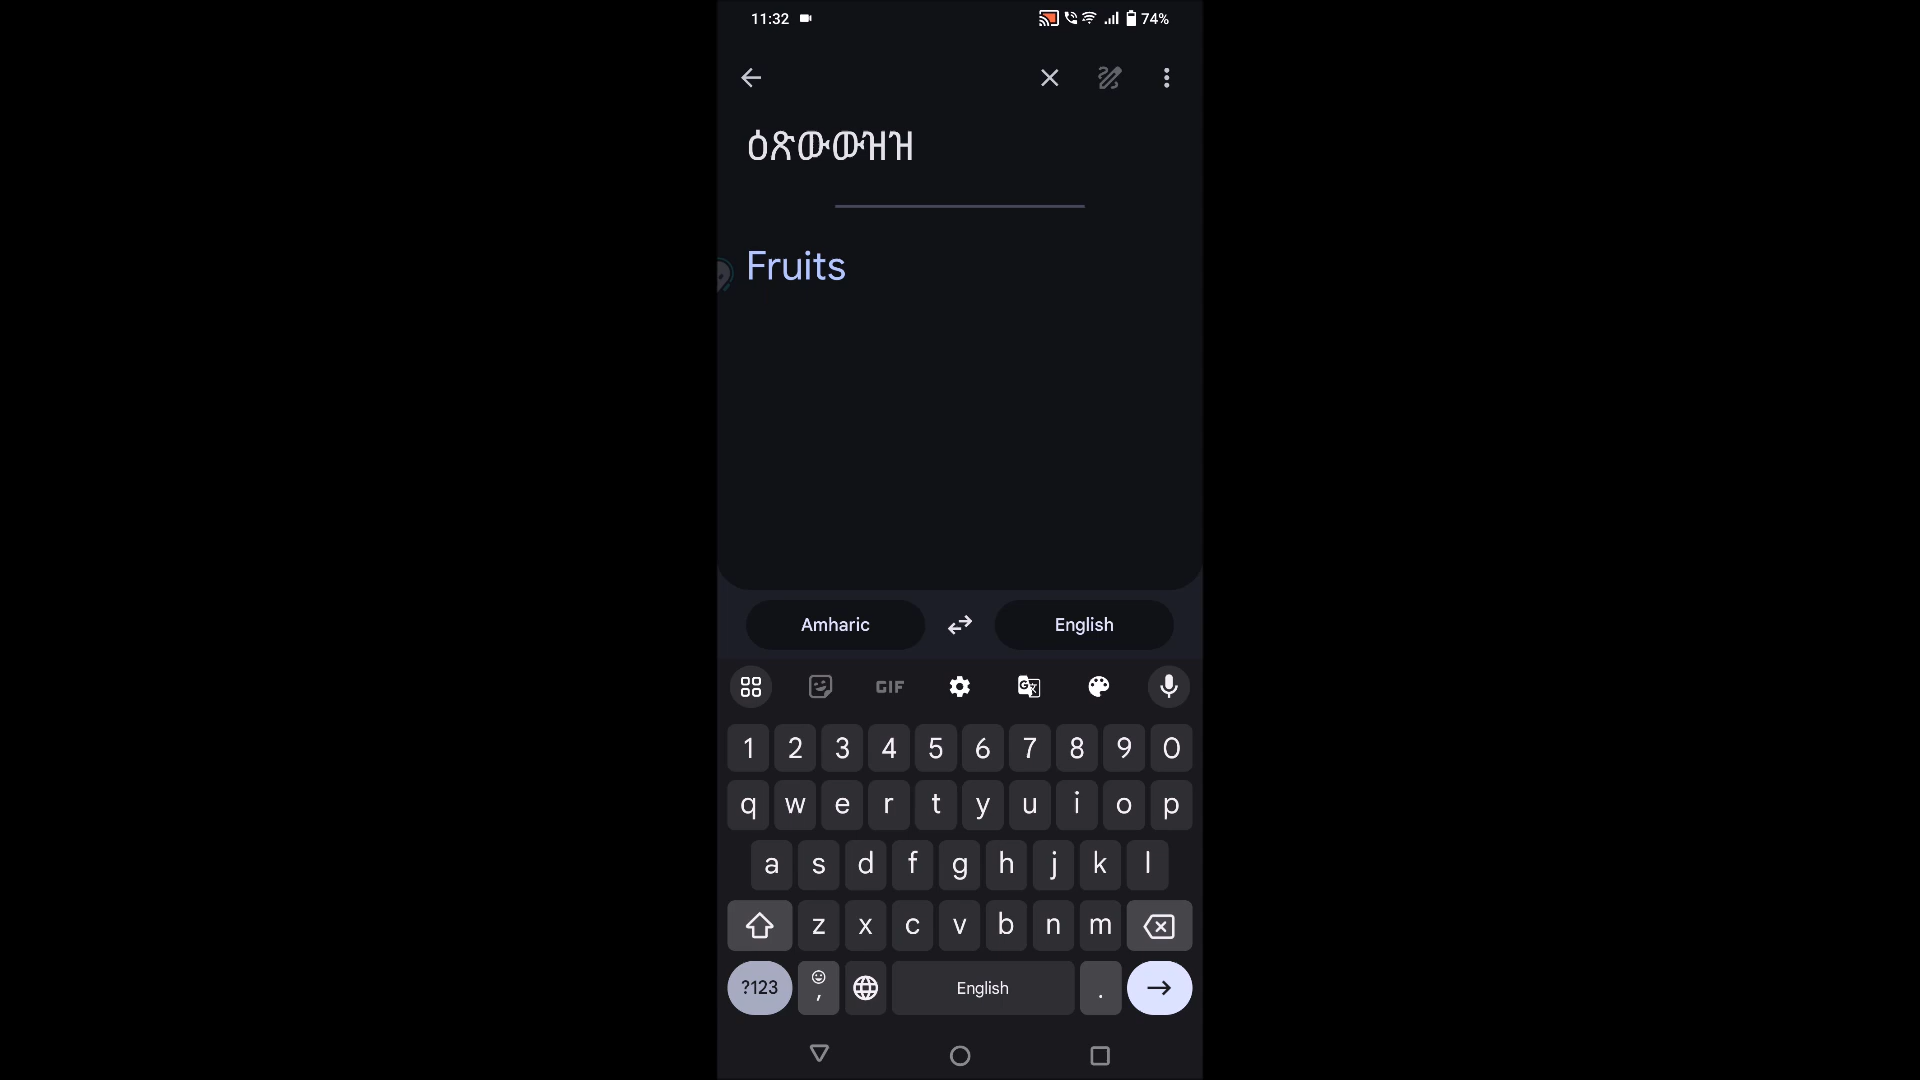 11:32
74%
ዕጽውውዝዝ
Fruits
Amharic
English
GIF
1 2 3 4 5 6 7 8 9 0
q w e r t y u i o p
a s d f g h j k l
z x c v b n m
?123 , English .